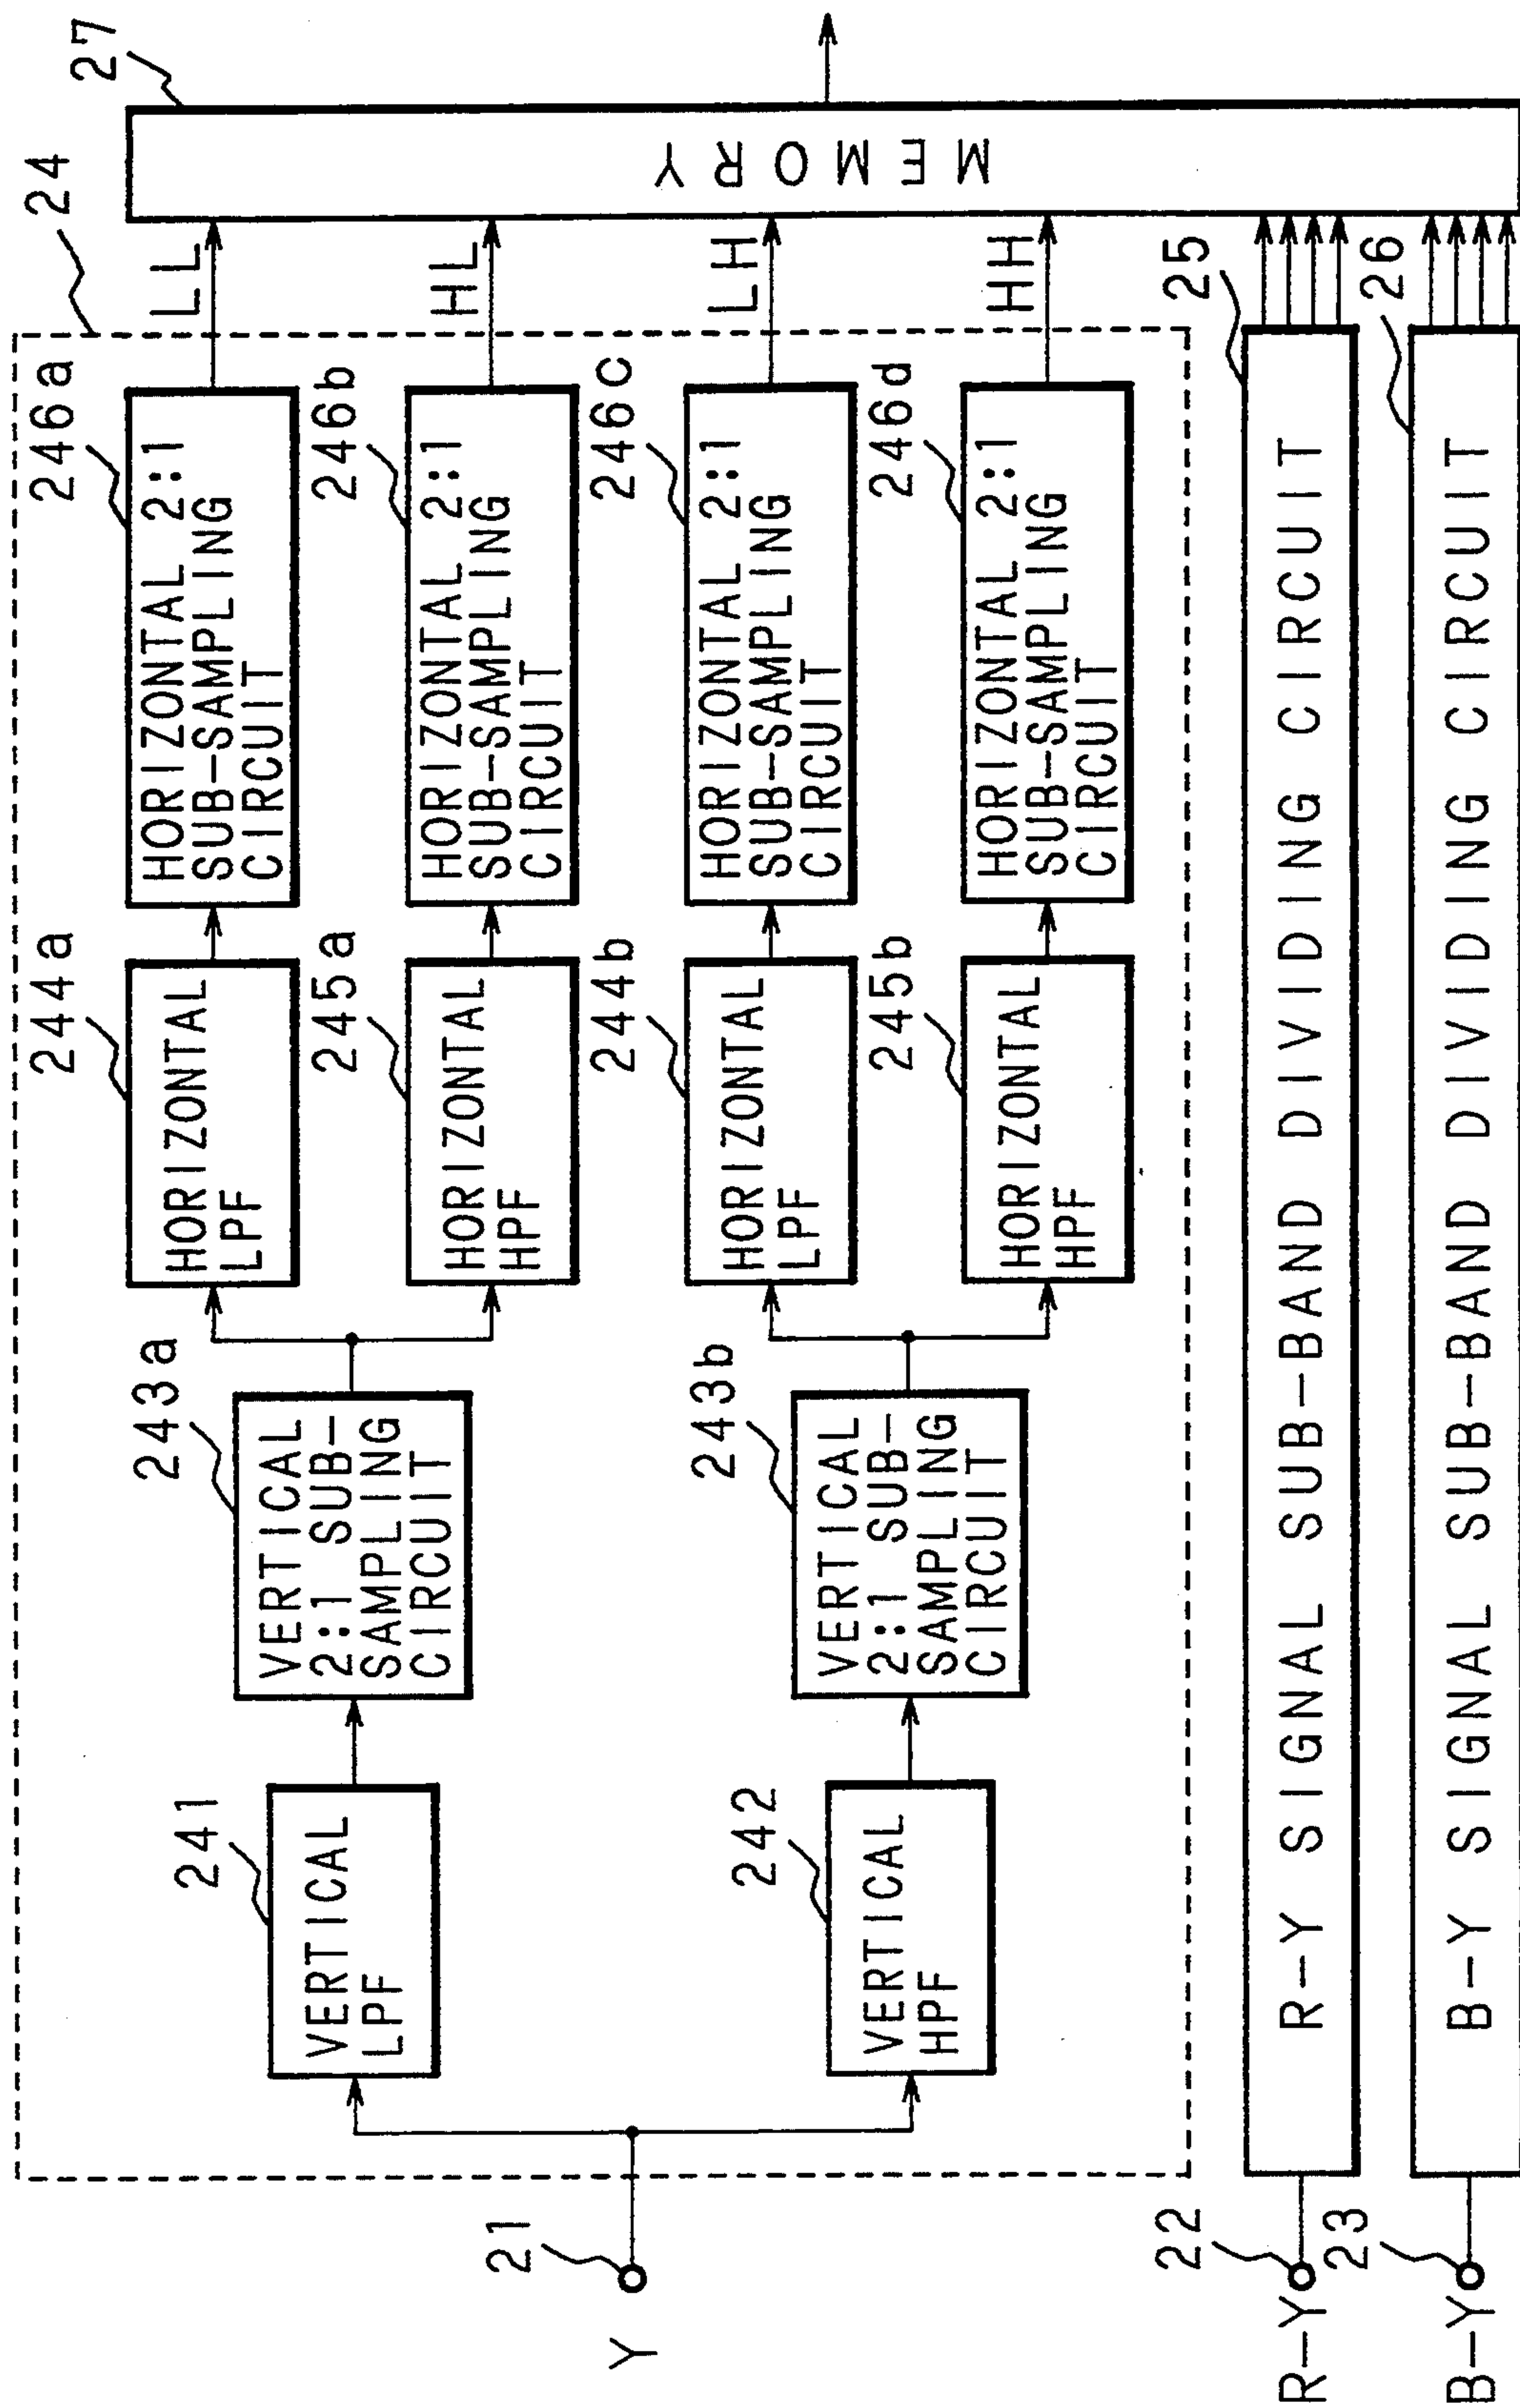 Y
21
241
VERTICAL
LPF
242
VERTICAL
HPF
243a
VERTICAL
2:1 SUB-
SAMPLING
CIRCUIT
243b
VERTICAL
2:1 SUB-
SAMPLING
CIRCUIT
244a
HORIZONTAL
LPF
245a
HORIZONTAL
HPF
244b
HORIZONTAL
LPF
245b
HORIZONTAL
HPF
246a
HORIZONTAL 2:1
SUB-SAMPLING
CIRCUIT
246b
HORIZONTAL 2:1
SUB-SAMPLING
CIRCUIT
246c
HORIZONTAL 2:1
SUB-SAMPLING
CIRCUIT
246d
HORIZONTAL 2:1
SUB-SAMPLING
CIRCUIT
24
LL
HL
LH
HH
27
MEMORY
R-Y
22
25
R-Y SIGNAL SUB-BAND DIVIDING CIRCUIT
B-Y
23
26
B-Y SIGNAL SUB-BAND DIVIDING CIRCUIT